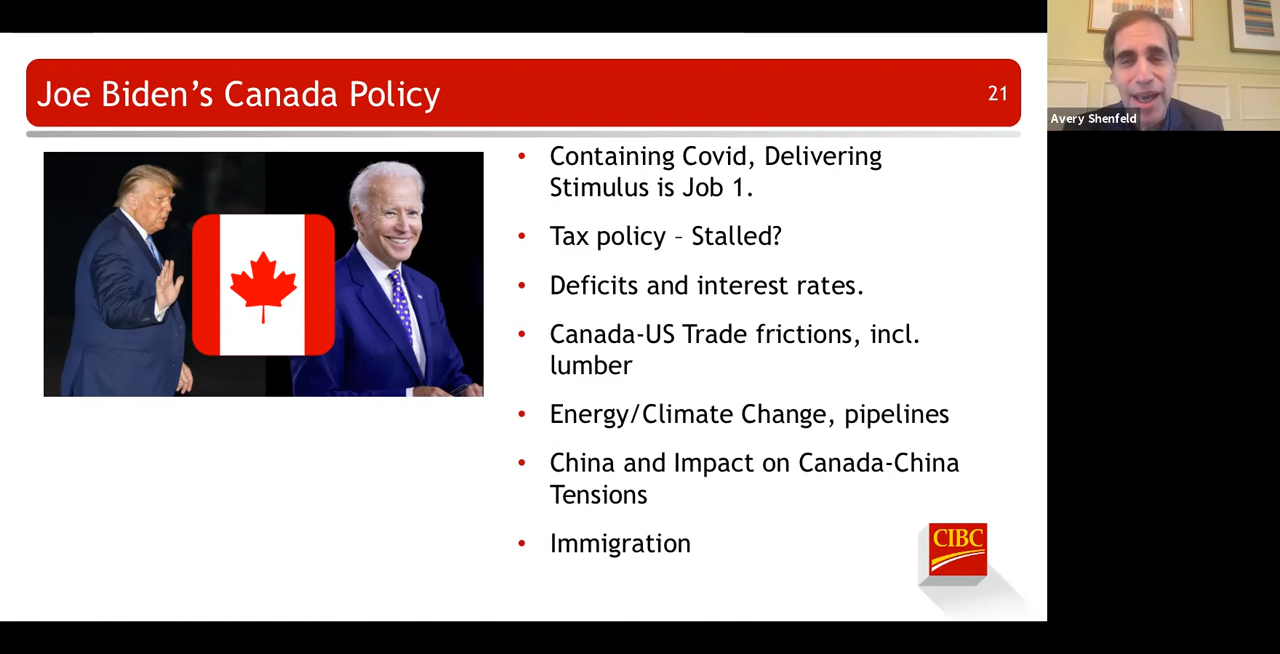 Joe Biden’s Canada Policy
21
Avery Shenfeld
• Containing Covid, Delivering
Stimulus is Job 1.
• Tax policy – Stalled?
• Deficits and interest rates.
• Canada-US Trade frictions, incl.
lumber
• Energy/Climate Change, pipelines
• China and Impact on Canada-China
Tensions
• Immigration
CIBC